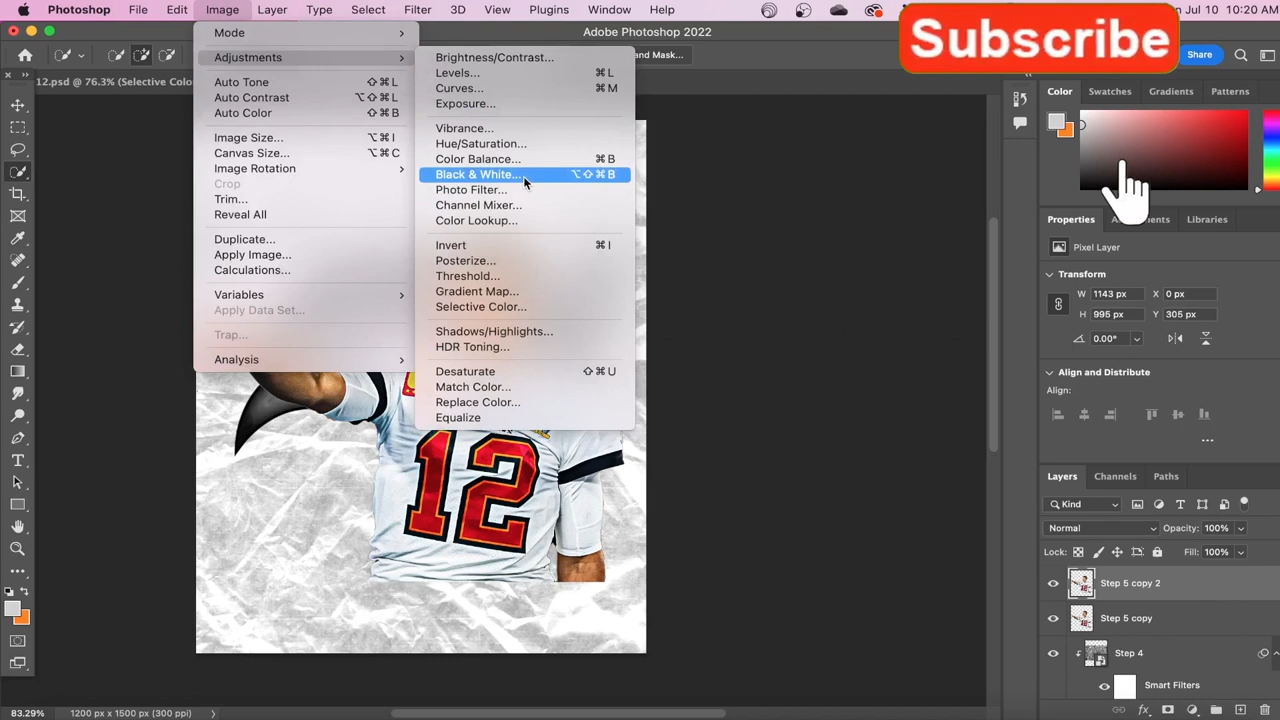 Photoshop File Edit Image Layer Type Select Filter 3D View Plugins Window Help
Jul 10 10:20 AM
Adobe Photoshop 2022
Subscribe
Share
and Mask...
12.psd @ 76.3% (Selective Colo
Mode
Adjustments
Auto Tone ⇧⌘L
Auto Contrast ⌥⇧⌘L
Auto Color ⇧⌘B
Image Size... ⌥⌘I
Canvas Size... ⌥⌘C
Image Rotation
Crop
Trim...
Reveal All
Duplicate...
Apply Image...
Calculations...
Variables
Apply Data Set...
Trap...
Analysis
Brightness/Contrast...
Levels... ⌘L
Curves... ⌘M
Exposure...
Vibrance...
Hue/Saturation...
Color Balance... ⌘B
Black & White... ⌥⇧⌘B
Photo Filter...
Channel Mixer...
Color Lookup...
Invert ⌘I
Posterize...
Threshold...
Gradient Map...
Selective Color...
Shadows/Highlights...
HDR Toning...
Desaturate ⇧⌘U
Match Color...
Replace Color...
Equalize
12
Color Swatches Gradients Patterns
Properties Libraries
Pixel Layer
Transform
W 1143 px X 0 px
H 995 px Y 305 px
0.00°
Align and Distribute
Align:
Layers Channels Paths
Kind
Normal Opacity: 100%
Lock: Fill: 100%
Step 5 copy 2
Step 5 copy
Step 4
Smart Filters
83.29% 1200 px x 1500 px (300 ppi)